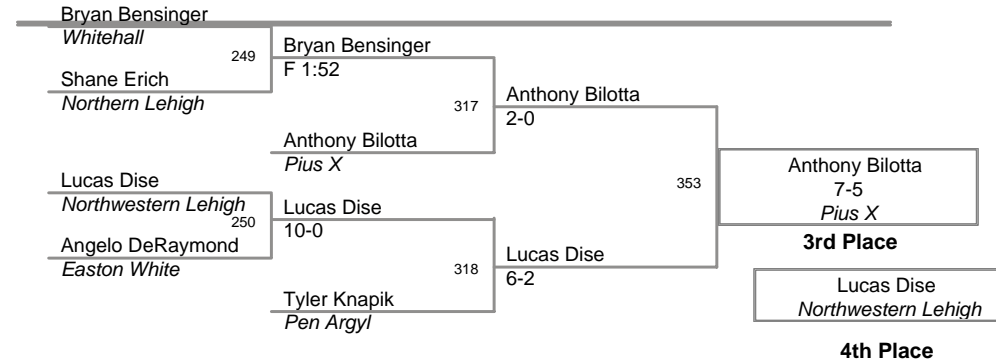 Bryan Bensinger
Whitehall
249
Bryan Bensinger
F 1:52
Shane Erich
Northern Lehigh
317
Anthony Bilotta
2-0
Anthony Bilotta
Pius X
353
Anthony Bilotta
7-5
Pius X
3rd Place
Lucas Dise
Northwestern Lehigh
250
Lucas Dise
10-0
Angelo DeRaymond
Easton White
318
Lucas Dise
6-2
Tyler Knapik
Pen Argyl
Lucas Dise
Northwestern Lehigh
4th Place